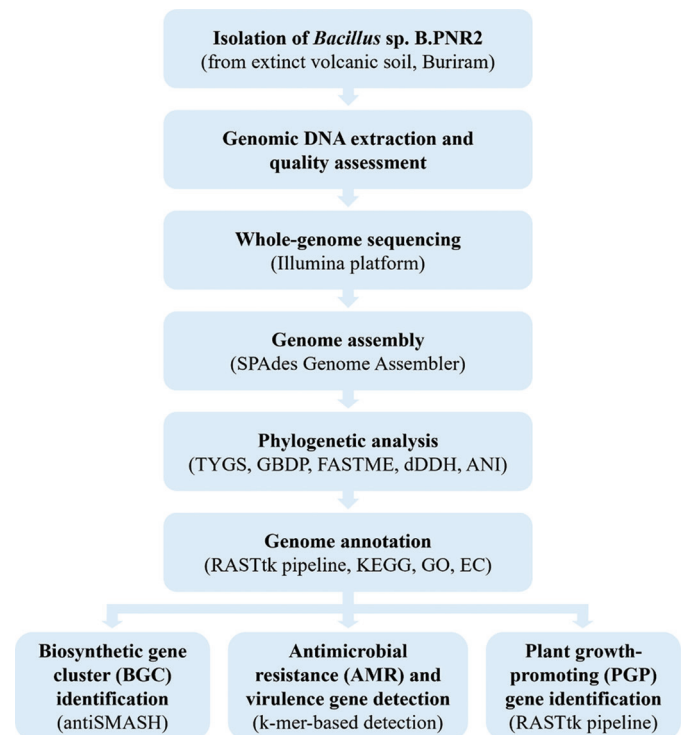 Isolation of Bacillus sp. B.PNR2
(from extinct volcanic soil, Buriram)
Genomic DNA extraction and
quality assessment
Whole-genome sequencing
(Illumina platform)
Genome assembly
(SPAdes Genome Assembler)
Phylogenetic analysis
(TYGS, GBDP, FASTME, dDDH, ANI)
Genome annotation
(RASTtk pipeline, KEGG, GO, EC)
Biosynthetic gene
cluster (BGC)
identification
(antiSMASH)
Antimicrobial
resistance (AMR) and
virulence gene detection
(k-mer-based detection)
Plant growth-
promoting (PGP)
gene identification
(RASTtk pipeline)